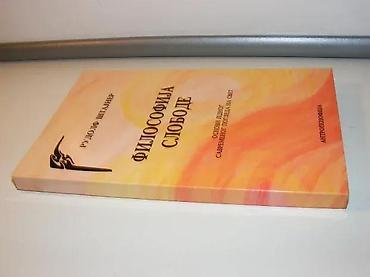 РУДОЛФ ШТАЈНЕР
ФИЛОСОФИЈА
СЛОБОДЕ
ОСНОВИ ЈЕДНОГ
САВРЕМЕНОГ ПОГЛЕДА НА СВЕТ
АНТРОПОЗОФИЈА